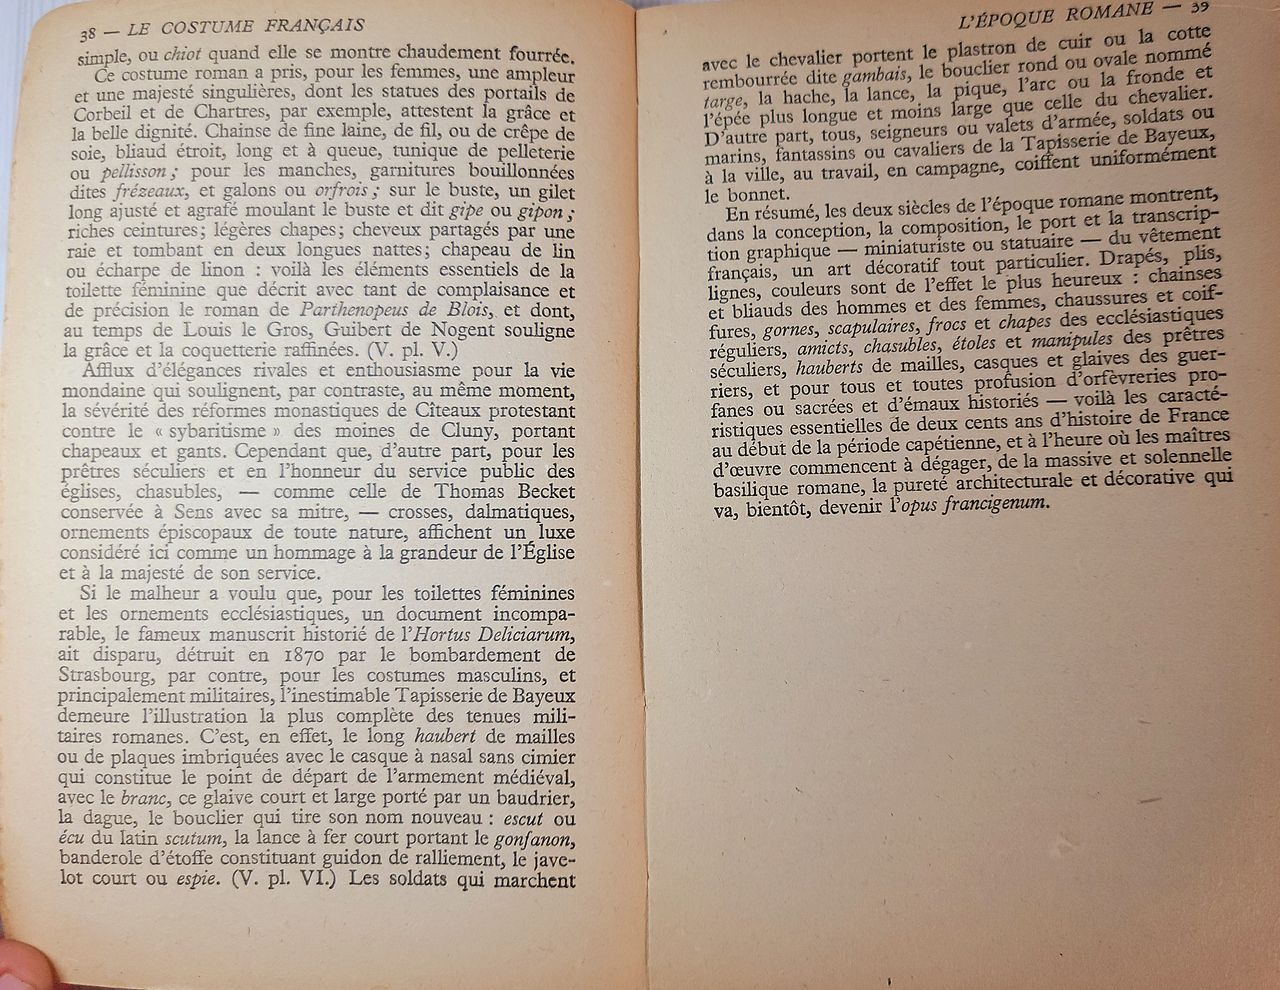 38 — LE COSTUME FRANÇAIS
simple, ou chiot quand elle se montre chaudement fourrée.
Ce costume roman a pris, pour les femmes, une ampleur
et une majesté singulières, dont les statues des portails de
Corbeil et de Chartres, par exemple, attestent la grâce et
la belle dignité. Chainse de fine laine, de fil, ou de crêpe de
soie, bliaud étroit, long et à queue, tunique de pelleterie
ou pellisson ; pour les manches, garnitures bouillonnées
dites frézeaux, et galons ou orfrois ; sur le buste, un gilet
long ajusté et agrafé moulant le buste et dit gipe ou gipon ;
riches ceintures ; légères chapes ; cheveux partagés par une
raie et tombant en deux longues nattes ; chapeau de lin
ou écharpe de linon : voilà les éléments essentiels de la
toilette féminine que décrit avec tant de complaisance et
de précision le roman de Parthenopeus de Blois, et dont,
au temps de Louis le Gros, Guibert de Nogent souligne
la grâce et la coquetterie raffinées. (V. pl. V.)
Afflux d'élégances rivales et enthousiasme pour la vie
mondaine qui soulignent, par contraste, au même moment,
la sévérité des réformes monastiques de Cîteaux protestant
contre le « sybaritisme » des moines de Cluny, portant
chapeaux et gants. Cependant que, d'autre part, pour les
prêtres séculiers et en l'honneur du service public des
églises, chasubles, — comme celle de Thomas Becket
conservée à Sens avec sa mitre, — crosses, dalmatiques,
ornements épiscopaux de toute nature, affichent un luxe
considéré ici comme un hommage à la grandeur de l'Église
et à la majesté de son service.
Si le malheur a voulu que, pour les toilettes féminines
et les ornements ecclésiastiques, un document incompa-
rable, le fameux manuscrit historié de l'Hortus Deliciarum,
ait disparu, détruit en 1870 par le bombardement de
Strasbourg, par contre, pour les costumes masculins, et
principalement militaires, l'inestimable Tapisserie de Bayeux
demeure l'illustration la plus complète des tenues mili-
taires romanes. C'est, en effet, le long haubert de mailles
ou de plaques imbriquées avec le casque à nasal sans cimier
qui constitue le point de départ de l'armement médiéval,
avec le branc, ce glaive court et large porté par un baudrier,
la dague, le bouclier qui tire son nom nouveau : escut ou
écu du latin scutum, la lance à fer court portant le gonfanon,
banderole d'étoffe constituant guidon de ralliement, le jave-
lot court ou espie. (V. pl. VI.) Les soldats qui marchent
L'ÉPOQUE ROMANE — 39
avec le chevalier portent le plastron de cuir ou la cotte
rembourrée dite gambais, le bouclier rond ou ovale nommé
targe, la hache, la lance, la pique, l'arc ou la fronde et
l'épée plus longue et moins large que celle du chevalier.
D'autre part, tous, seigneurs ou valets d'armée, soldats ou
marins, fantassins ou cavaliers de la Tapisserie de Bayeux,
à la ville, au travail, en campagne, coiffent uniformément
le bonnet.
En résumé, les deux siècles de l'époque romane montrent,
dans la conception, la composition, le port et la transcrip-
tion graphique — miniaturiste ou statuaire — du vêtement
français, un art décoratif tout particulier. Drapés, plis,
lignes, couleurs sont de l'effet le plus heureux : chainses
et bliauds des hommes et des femmes, chaussures et coif-
fures, gornes, scapulaires, frocs et chapes des ecclésiastiques
réguliers, amicts, chasubles, étoles et manipules des prêtres
séculiers, hauberts de mailles, casques et glaives des guer-
riers, et pour tous et toutes profusion d'orfèvreries pro-
fanes ou sacrées et d'émaux historiés — voilà les caracté-
ristiques essentielles de deux cents ans d'histoire de France
au début de la période capétienne, et à l'heure où les maîtres
d'œuvre commencent à dégager, de la massive et solennelle
basilique romane, la pureté architecturale et décorative qui
va, bientôt, devenir l'opus francigenum.